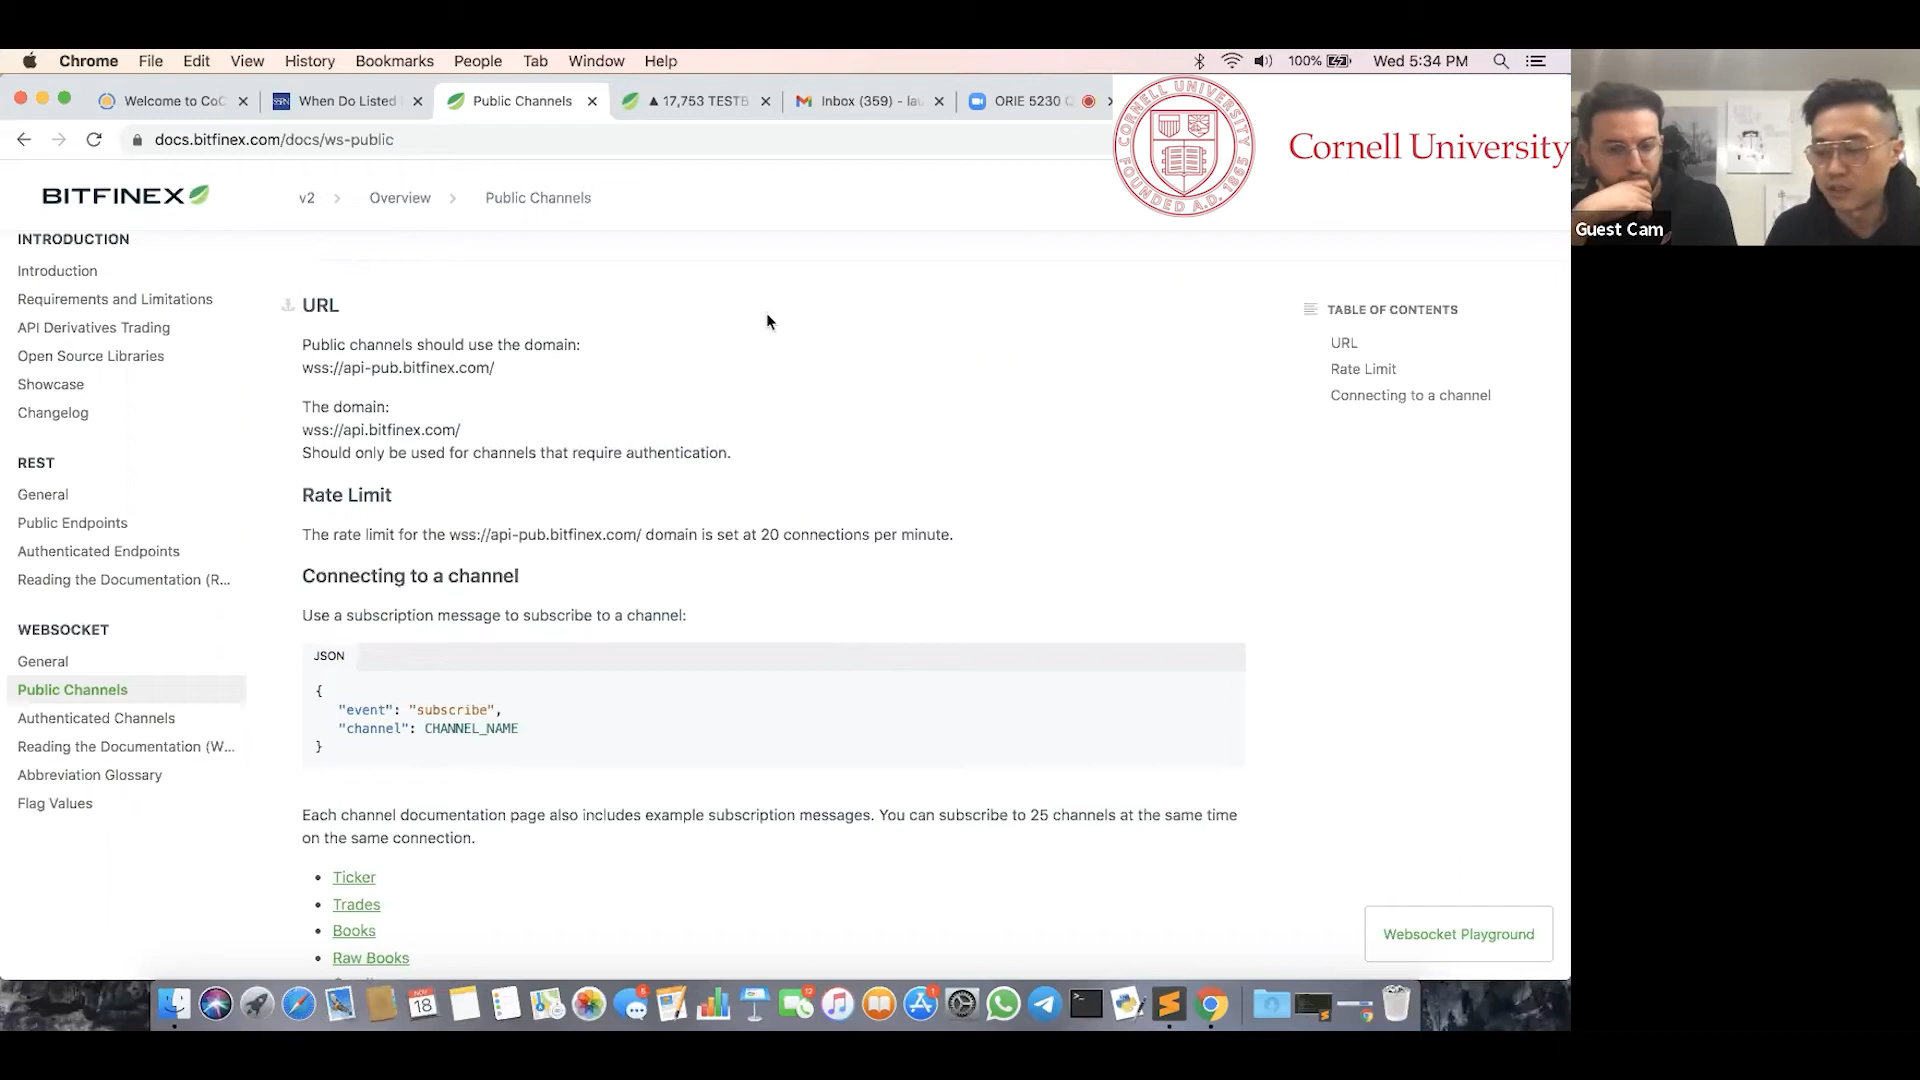 Chrome File Edit View History Bookmarks People Tab Window Help 100% Wed 5:34 PM
Welcome to CoC When Do Listed Public Channels ▲ 17,753 TESTB Inbox (359) - lau ORIE 5230 C
docs.bitfinex.com/docs/ws-public
CORNELL UNIVERSITY FOUNDED A.D. 1865
Cornell University
Guest Cam
BITFINEX v2 > Overview > Public Channels
INTRODUCTION
Introduction
Requirements and Limitations
API Derivatives Trading
Open Source Libraries
Showcase
Changelog
REST
General
Public Endpoints
Authenticated Endpoints
Reading the Documentation (R...
WEBSOCKET
General
Public Channels
Authenticated Channels
Reading the Documentation (W...
Abbreviation Glossary
Flag Values
URL
Public channels should use the domain:
wss://api-pub.bitfinex.com/
The domain:
wss://api.bitfinex.com/
Should only be used for channels that require authentication.
Rate Limit
The rate limit for the wss://api-pub.bitfinex.com/ domain is set at 20 connections per minute.
Connecting to a channel
Use a subscription message to subscribe to a channel:
JSON
{
"event": "subscribe",
"channel": CHANNEL_NAME
}
Each channel documentation page also includes example subscription messages. You can subscribe to 25 channels at the same time
on the same connection.
• Ticker
• Trades
• Books
• Raw Books
TABLE OF CONTENTS
URL
Rate Limit
Connecting to a channel
Websocket Playground
NOV
18